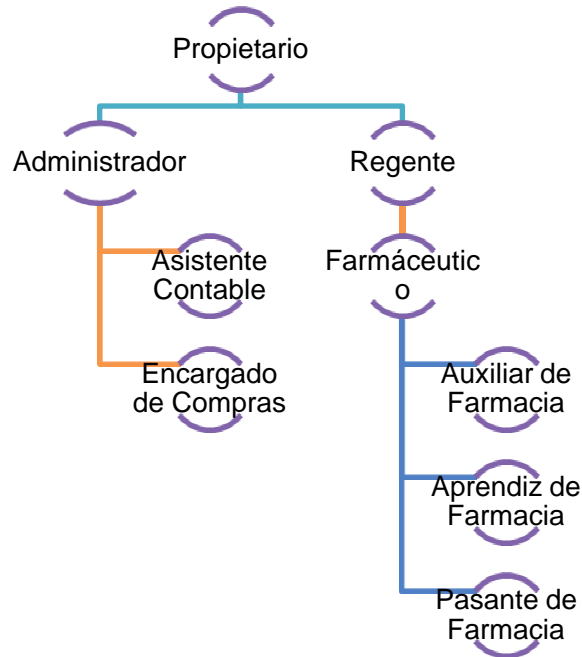 Propietario
Administrador
Regente
Asistente
Contable
Farmáceutic
o
Encargado
de Compras
Auxiliar de
Farmacia
Aprendiz de
Farmacia
Pasante de
Farmacia